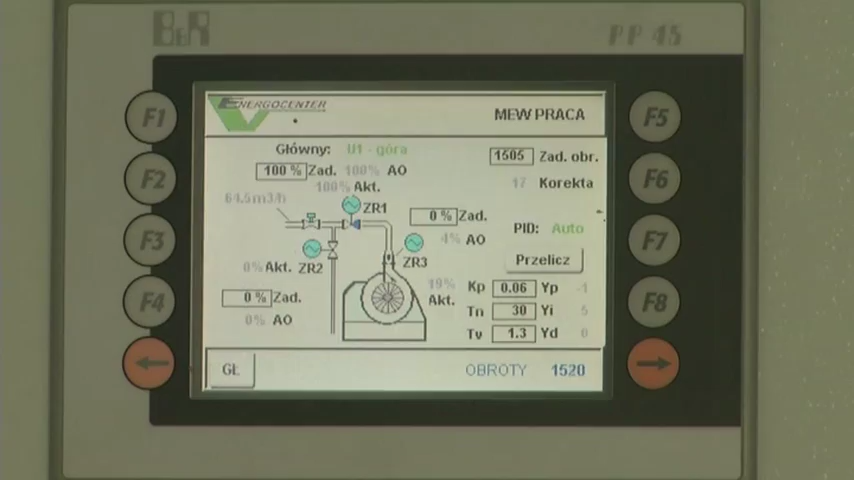 B&R
PP 45
F1
F2
F3
F4
F5
F6
F7
F8
ENERGOCENTER
MEW PRACA
Główny: U1 - góra
100 % Zad. 100% AO
100% Akt.
64.5m3/h
ZR1
ZR2
ZR3
0 % Zad.
4% AO
0% Akt.
0 % Zad.
0% AO
19%
Akt.
1505 Zad. obr.
17 Korekta
PID: Auto
Przelicz
Kp 0.06 Yp -1
Tn 30 Yi 5
Tv 1.3 Yd 0
GŁ
OBROTY 1520